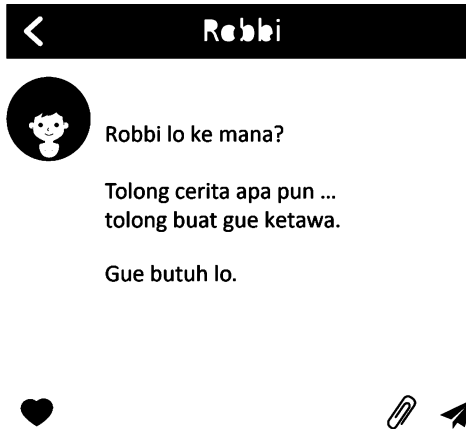 Robbi
Robbi lo ke mana?
Tolong cerita apa pun ...
tolong buat gue ketawa.
Gue butuh lo.